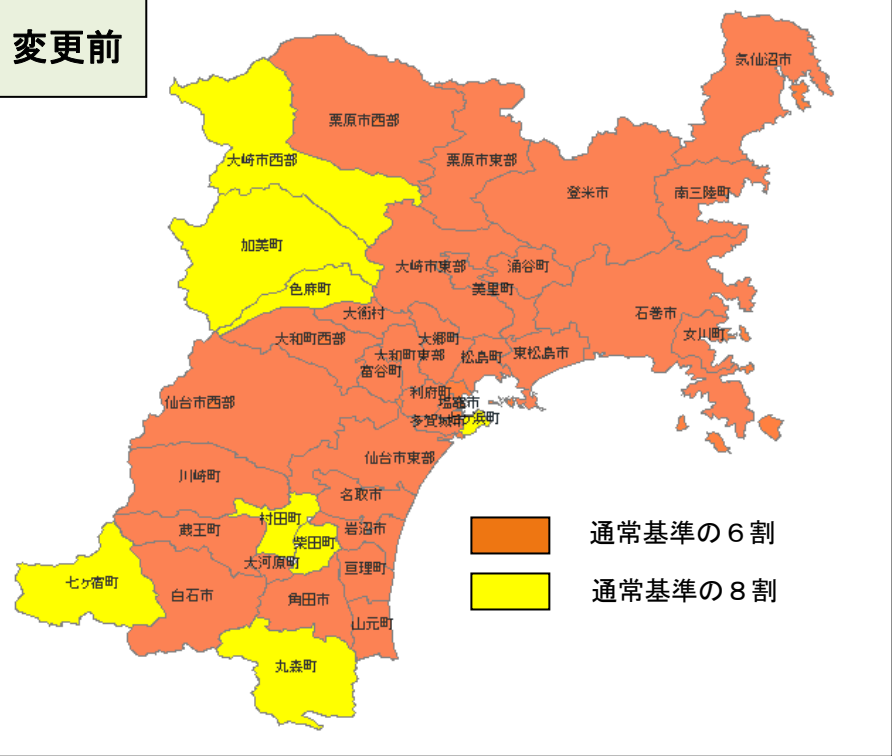 変更前
気仙沼市
栗原市西部
大崎市西部
栗原市東部
登米市
南三陸町
加美町
大崎市東部
涌谷町
色麻町
美里町
大衡村
石巻市
大和町西部
大郷町
女川町
大和町東部
松島町
東松島市
富谷町
利府町
仙台市西部
塩竈市
多賀城市
七ヶ浜町
仙台市東部
川崎町
名取市
村田町
蔵王町
岩沼市
通常基準の６割
柴田町
大河原町
亘理町
七ヶ宿町
白石市
角田市
通常基準の８割
山元町
丸森町